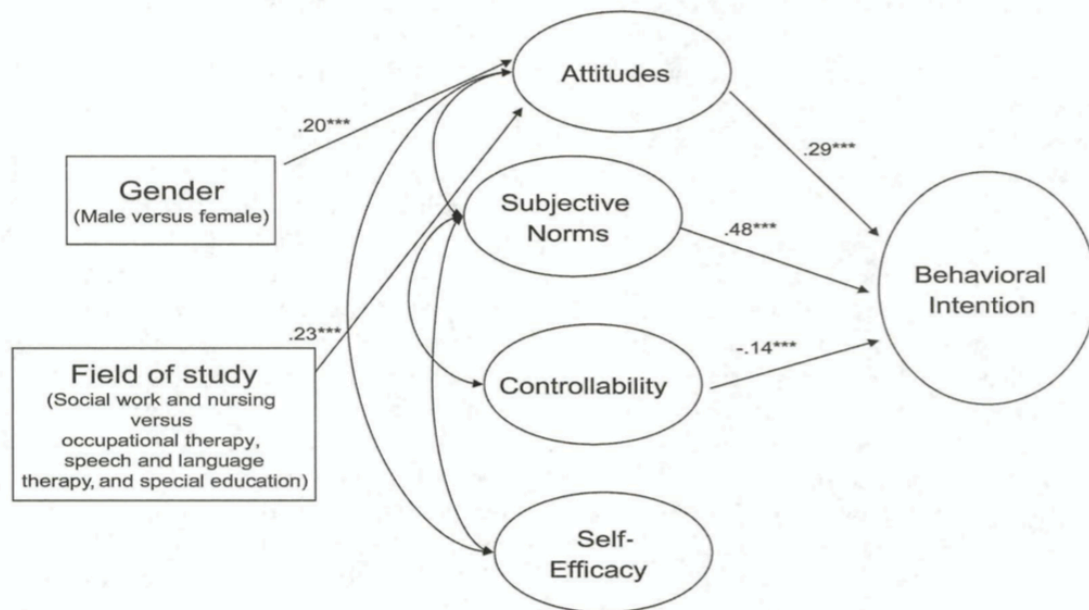 Attitudes
.20***
.29***
Gender
(Male versus female)
Subjective
Norms
.48***
Behavioral
Intention
.23***
-.14***
Field of study
(Social work and nursing
versus
occupational therapy,
speech and language
therapy, and special education)
Controllability
Self-
Efficacy